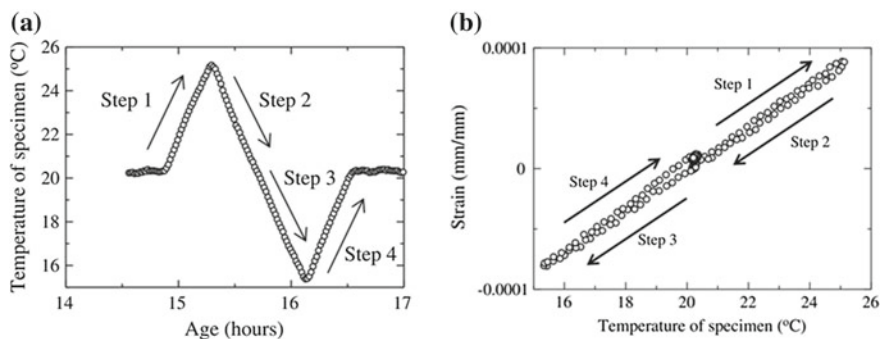 (a)
Temperature of specimen (ºC)
26
24
22
20
18
16
14
15
16
17
Age (hours)
Step 1
Step 2
Step 3
Step 4
(b)
Strain (mm/mm)
0.0001
0
-0.0001
16
18
20
22
24
26
Temperature of specimen (ºC)
Step 1
Step 2
Step 4
Step 3